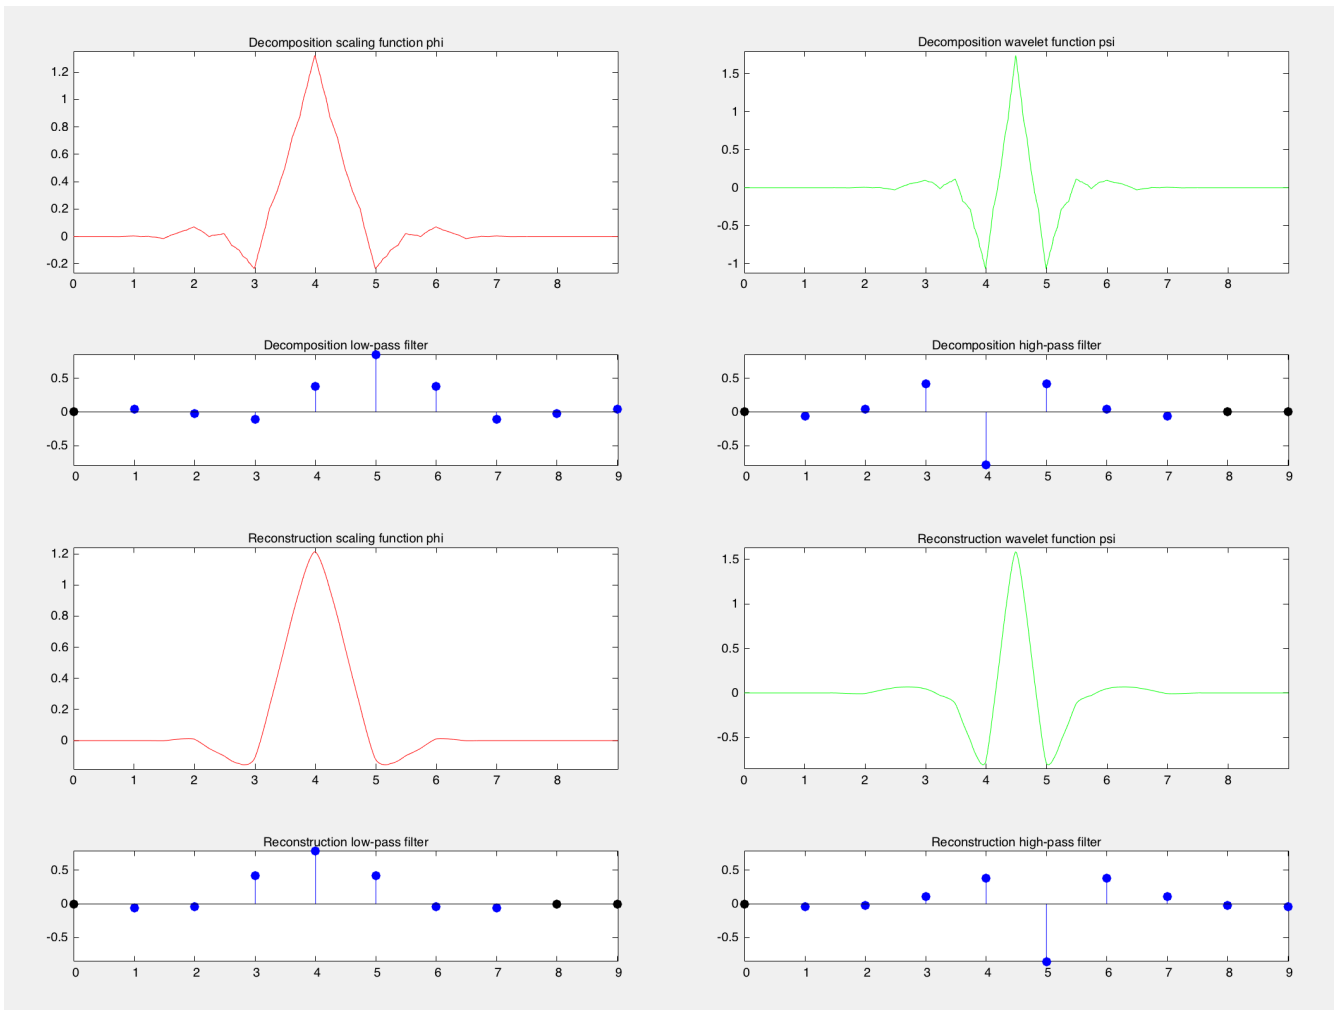 Decomposition scaling function phi
1.2
1
0.8
0.6
0.4
0.2
0
-0.2
0 1 2 3 4 5 6 7 8
Decomposition wavelet function psi
1.5
1
0.5
0
-0.5
-1
0 1 2 3 4 5 6 7 8
Decomposition low-pass filter
0.5
0
-0.5
0 1 2 3 4 5 6 7 8 9
Decomposition high-pass filter
0.5
0
-0.5
0 1 2 3 4 5 6 7 8 9
Reconstruction scaling function phi
1.2
1
0.8
0.6
0.4
0.2
0
0 1 2 3 4 5 6 7 8
Reconstruction wavelet function psi
1.5
1
0.5
0
-0.5
0 1 2 3 4 5 6 7 8
Reconstruction low-pass filter
0.5
0
-0.5
0 1 2 3 4 5 6 7 8 9
Reconstruction high-pass filter
0.5
0
-0.5
0 1 2 3 4 5 6 7 8 9